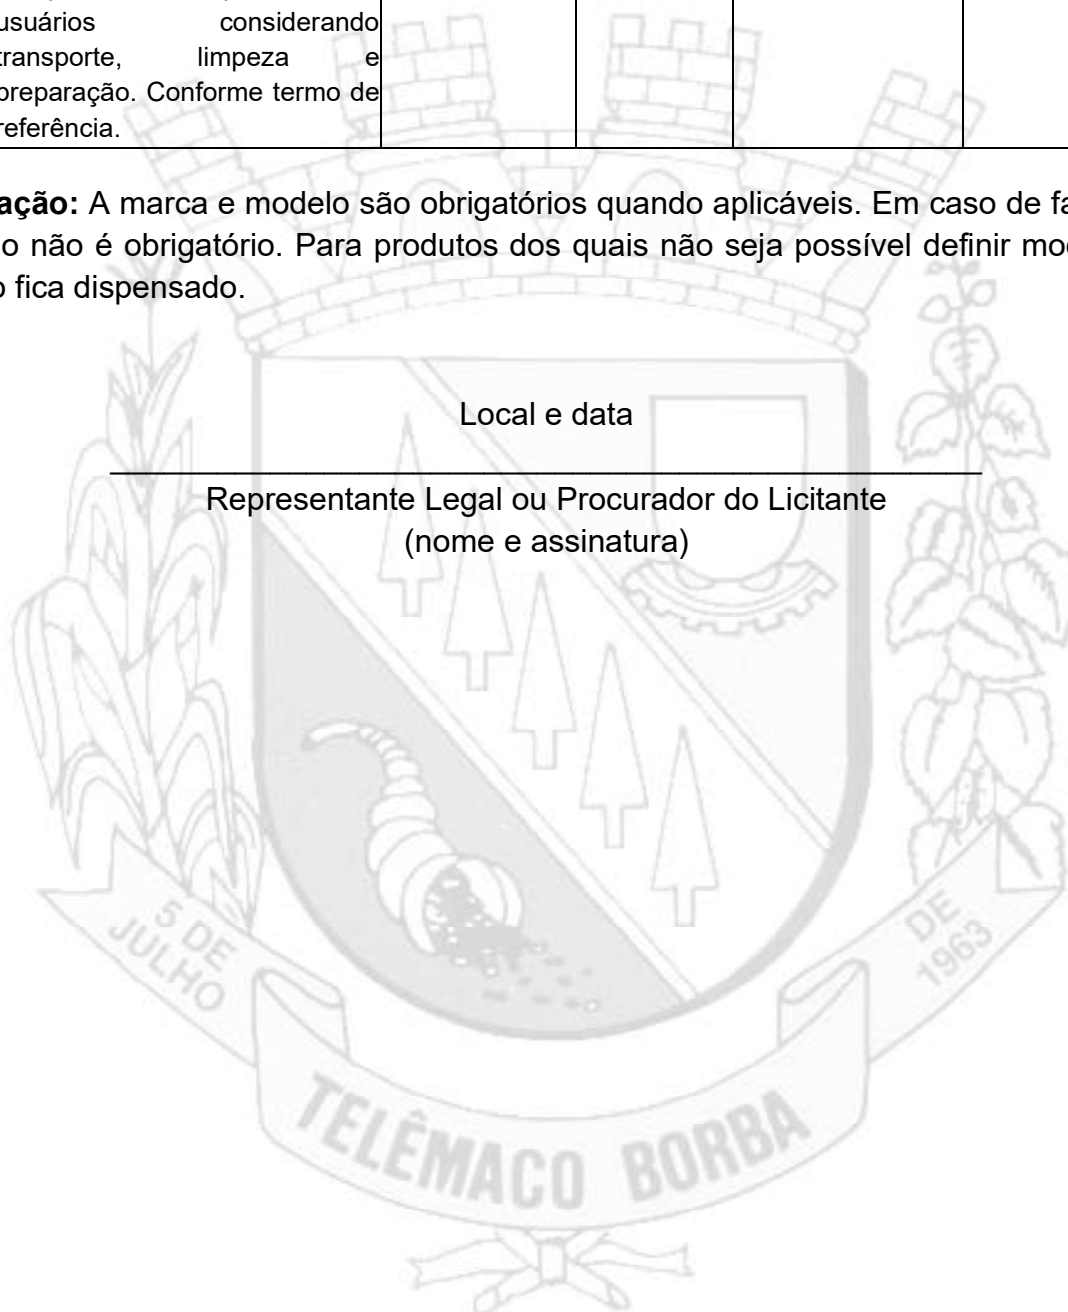 usuários considerando
transporte, limpeza e
preparação. Conforme termo de
referência.
ação: A marca e modelo são obrigatórios quando aplicáveis. Em caso de fa
o não é obrigatório. Para produtos dos quais não seja possível definir mo
o fica dispensado.
Local e data
Representante Legal ou Procurador do Licitante
(nome e assinatura)
5 DE
JULHO
DE
1963
TELÊMACO BORBA